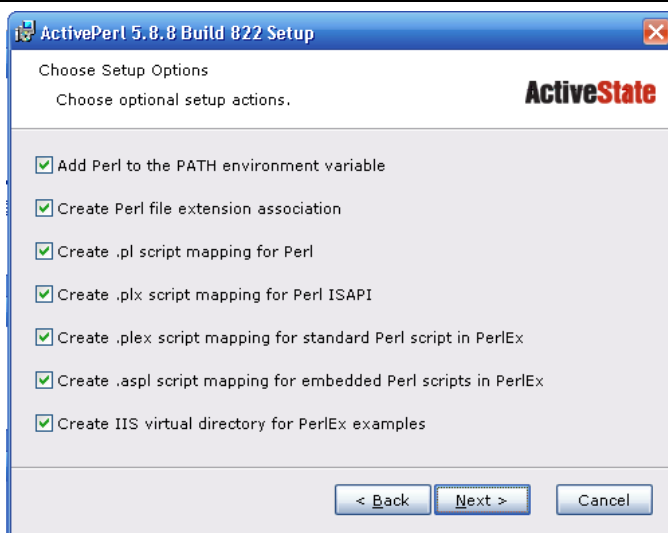 ActivePerl 5.8.8 Build 822 Setup
Choose Setup Options
Choose optional setup actions.
ActiveState
Add Perl to the PATH environment variable
Create Perl file extension association
Create .pl script mapping for Perl
Create .plx script mapping for Perl ISAPI
Create .plex script mapping for standard Perl script in PerlEx
Create .aspl script mapping for embedded Perl scripts in PerlEx
Create IIS virtual directory for PerlEx examples
< Back Next > Cancel